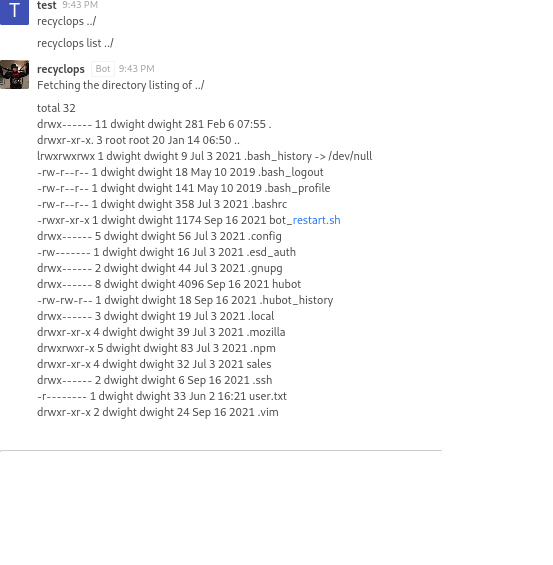 T
test 9:43 PM
recyclops ../
recyclops list ../
recyclops Bot 9:43 PM
Fetching the directory listing of ../
total 32
drwx------ 11 dwight dwight 281 Feb 6 07:55 .
drwxr-xr-x. 3 root root 20 Jan 14 06:50 ..
lrwxrwxrwx 1 dwight dwight 9 Jul 3 2021 .bash_history -> /dev/null
-rw-r--r-- 1 dwight dwight 18 May 10 2019 .bash_logout
-rw-r--r-- 1 dwight dwight 141 May 10 2019 .bash_profile
-rw-r--r-- 1 dwight dwight 358 Jul 3 2021 .bashrc
-rwxr-xr-x 1 dwight dwight 1174 Sep 16 2021 bot_restart.sh
drwx------ 5 dwight dwight 56 Jul 3 2021 .config
-rw------- 1 dwight dwight 16 Jul 3 2021 .esd_auth
drwx------ 2 dwight dwight 44 Jul 3 2021 .gnupg
drwx------ 8 dwight dwight 4096 Sep 16 2021 hubot
-rw-rw-r-- 1 dwight dwight 18 Sep 16 2021 .hubot_history
drwx------ 3 dwight dwight 19 Jul 3 2021 .local
drwxr-xr-x 4 dwight dwight 39 Jul 3 2021 .mozilla
drwxrwxr-x 5 dwight dwight 83 Jul 3 2021 .npm
drwxr-xr-x 4 dwight dwight 32 Jul 3 2021 sales
drwx------ 2 dwight dwight 6 Sep 16 2021 .ssh
-r-------- 1 dwight dwight 33 Jun 2 16:21 user.txt
drwxr-xr-x 2 dwight dwight 24 Sep 16 2021 .vim